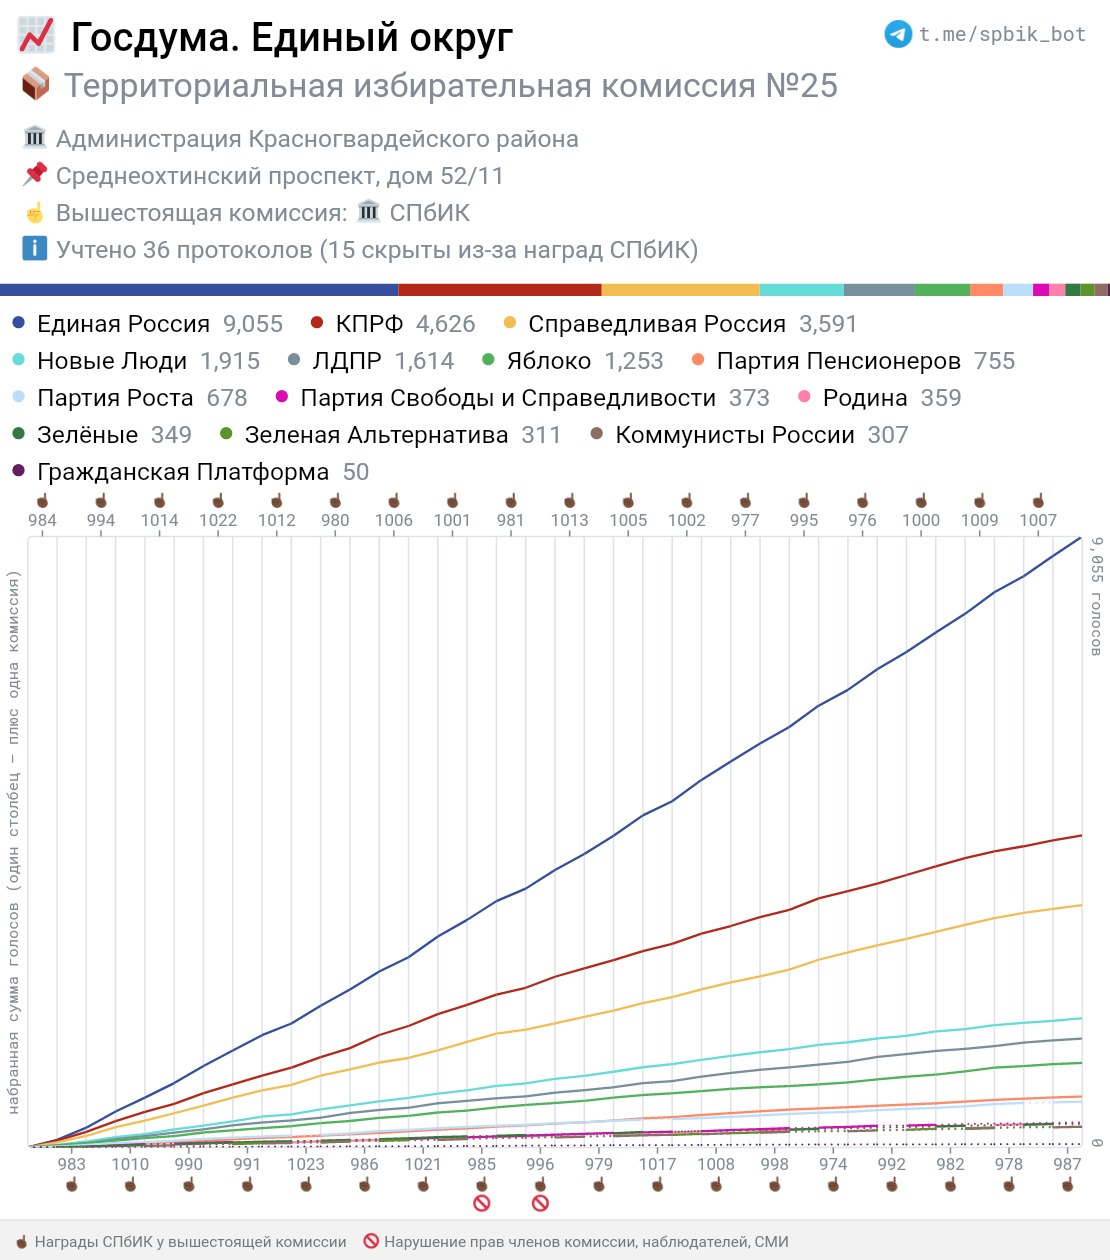 Госдума. Единый округ
t.me/spbik_bot
Территориальная избирательная комиссия №25
Администрация Красногвардейского района
Среднеохтинский проспект, дом 52/11
Вышестоящая комиссия: СПбИК
Учтено 36 протоколов (15 скрыты из-за наград СПбИК)
Единая Россия 9,055 КПРФ 4,626 Справедливая Россия 3,591
Новые Люди 1,915 ЛДПР 1,614 Яблоко 1,253 Партия Пенсионеров 755
Партия Роста 678 Партия Свободы и Справедливости 373 Родина 359
Зелёные 349 Зеленая Альтернатива 311 Коммунисты России 307
Гражданская Платформа 50
984 994 1014 1022 1012 980 1006 1001 981 1013 1005 1002 977 995 976 1000 1009 1007
набранная сумма голосов (один столбец – плюс одна комиссия)
9,055 голосов
0
983 1010 990 991 1023 986 1021 985 996 979 1017 1008 998 974 992 982 978 987
Награды СПбИК у вышестоящей комиссии Нарушение прав членов комиссии, наблюдателей, СМИ